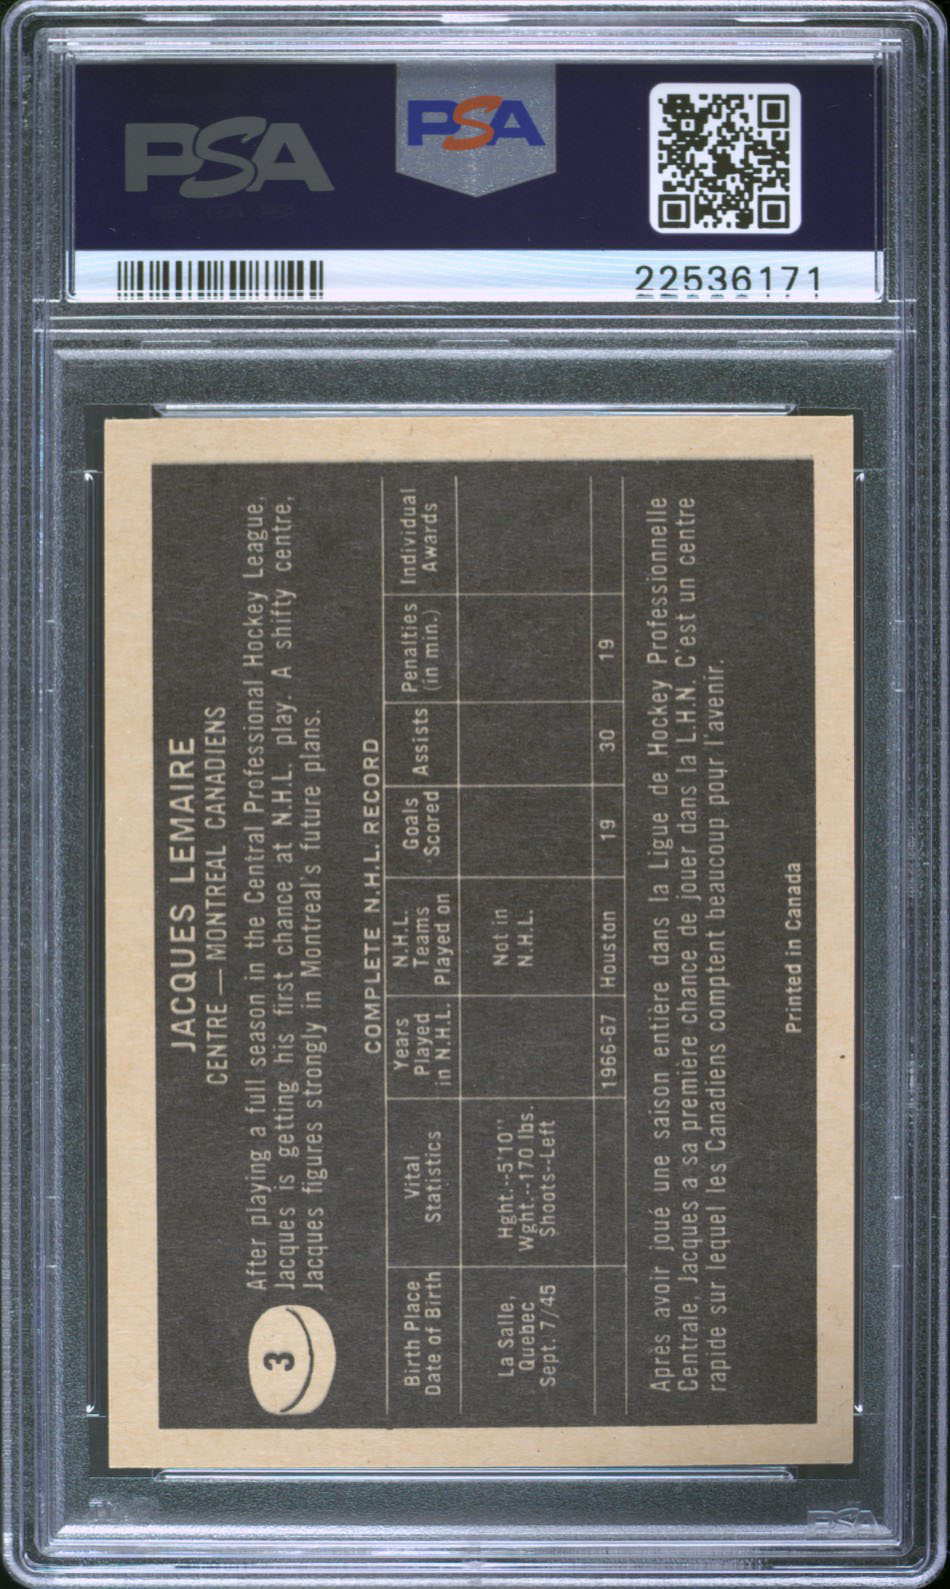 PSA
PSA
22536171
JACQUES LEMAIRE
CENTRE — MONTREAL CANADIENS
3
After playing a full season in the Central Professional Hockey League,
Jacques is getting his first chance at N.H.L. play. A shifty centre,
Jacques figures strongly in Montreal's future plans.
COMPLETE N.H.L. RECORD
Birth Place
Date of Birth
Vital
Statistics
Years
Played
in N.H.L.
N.H.L.
Teams
Played on
Goals
Scored
Assists
Penalties
(in min.)
Individual
Awards
La Salle,
Quebec
Sept. 7/45
Hght.--5'10"
Wght.--170 lbs.
Shoots--Left
Not in
N.H.L.
1966-67 Houston 19 30 19
Après avoir joué une saison entière dans la Ligue de Hockey Professionnelle
Centrale, Jacques a sa première chance de jouer dans la L.H.N. C'est un centre
rapide sur lequel les Canadiens comptent beaucoup pour l'avenir.
Printed in Canada
PSA